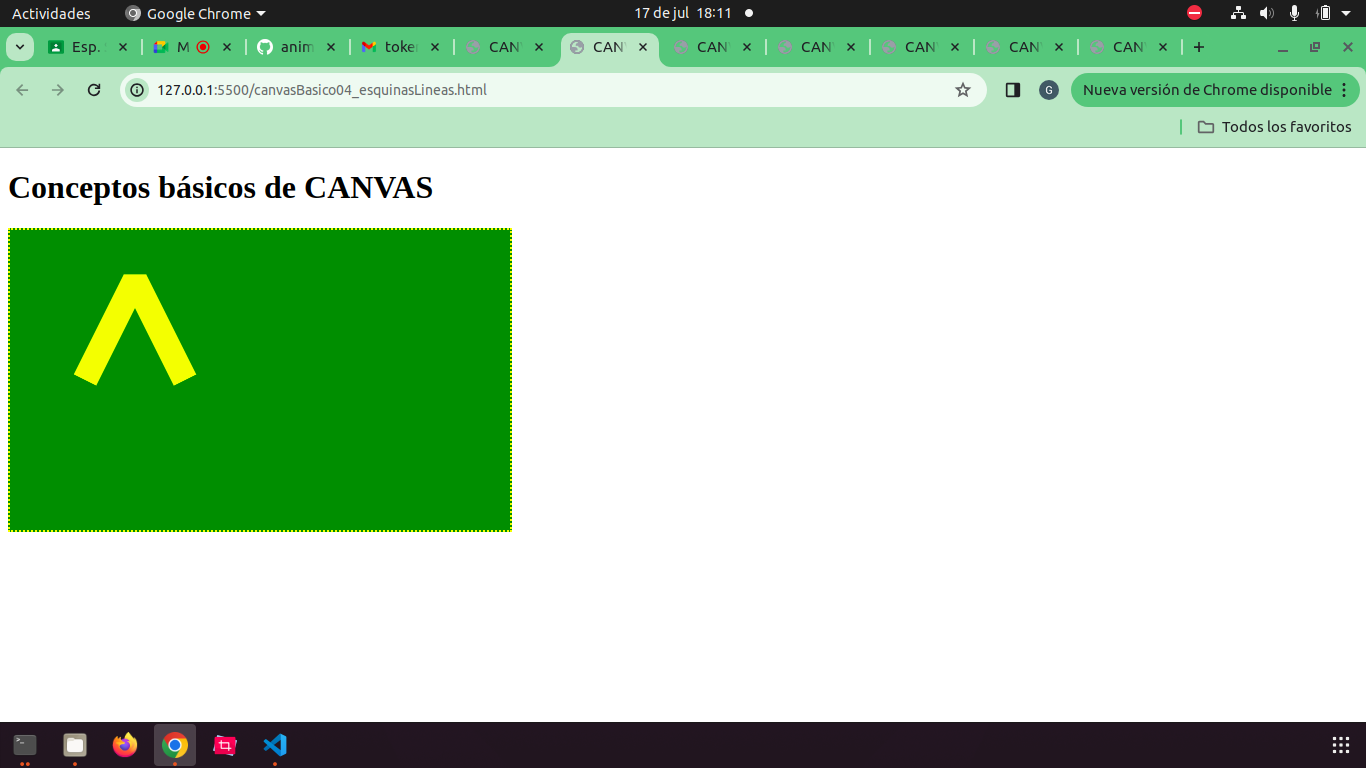 Actividades Google Chrome 17 de jul 18:11
Esp. M anim toke CAN CAN CAN CAN CAN CAN CAN
127.0.0.1:5500/canvasBasico04_esquinasLineas.html G Nueva versión de Chrome disponible
Todos los favoritos
Conceptos básicos de CANVAS